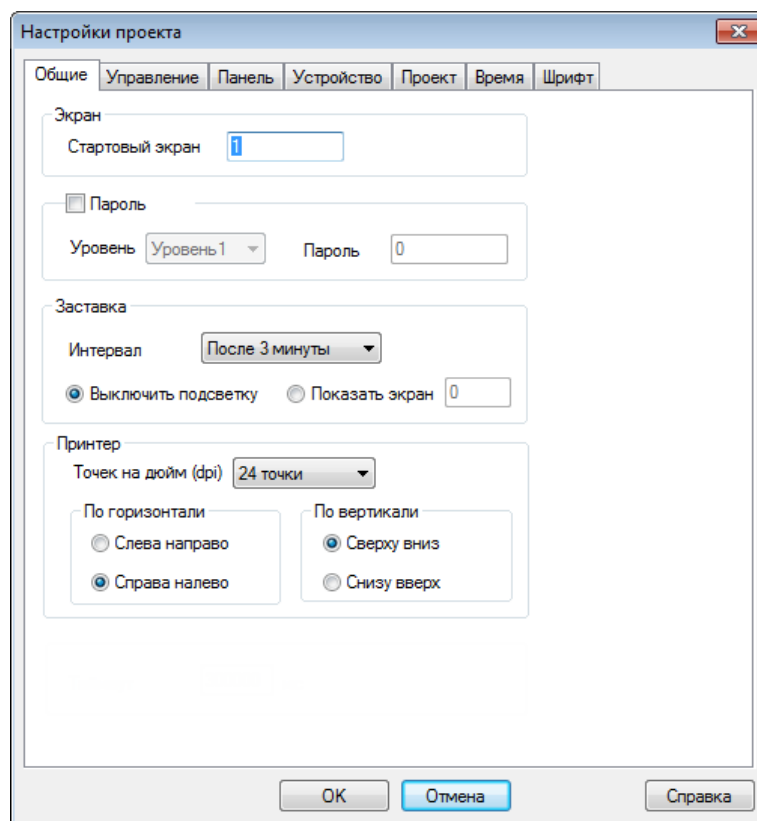 Настройки проекта
Общие Управление Панель Устройство Проект Время Шрифт
Экран
Стартовый экран 1
Пароль
Уровень Уровень1 Пароль 0
Заставка
Интервал После 3 минуты
Выключить подсветку Показать экран 0
Принтер
Точек на дюйм (dpi) 24 точки
По горизонтали По вертикали
Слева направо Сверху вниз
Справа налево Снизу вверх
OK Отмена Справка